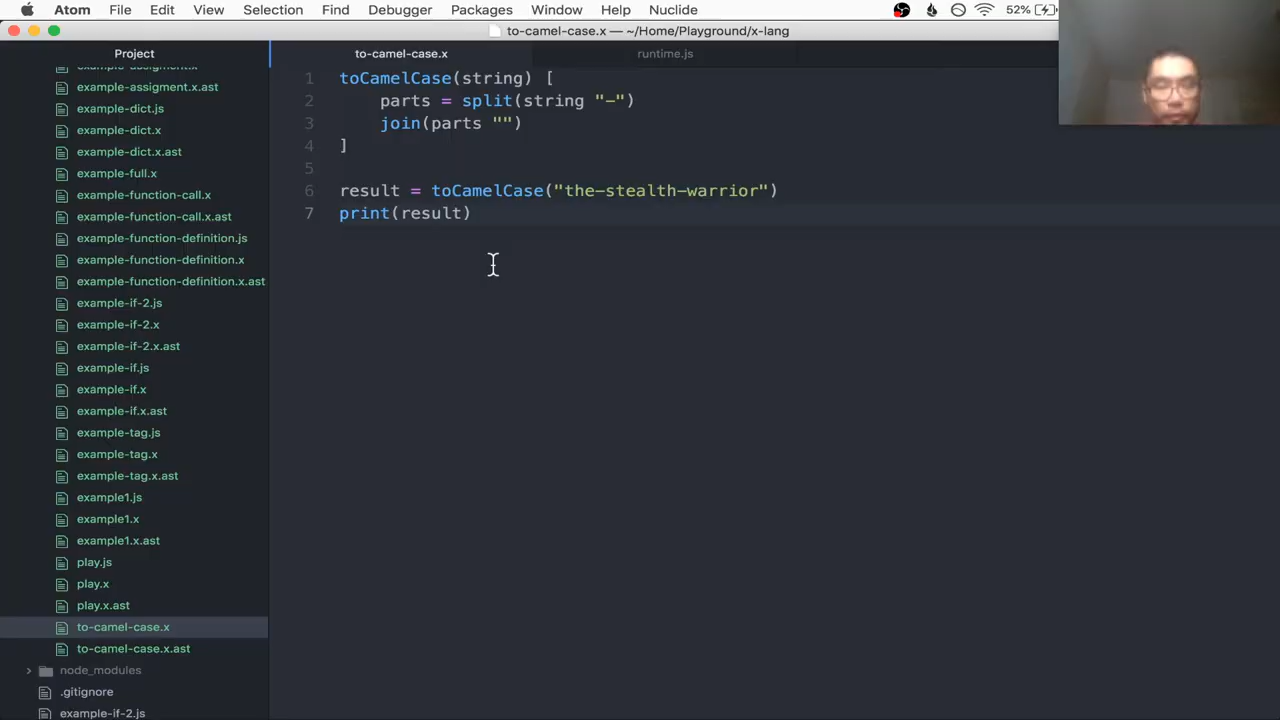 Atom File Edit View Selection Find Debugger Packages Window Help Nuclide 52%
to-camel-case.x — ~/Home/Playground/x-lang
Project
to-camel-case.x
runtime.js
example-assigment.x
example-assigment.x.ast
example-dict.js
example-dict.x
example-dict.x.ast
example-full.x
example-function-call.x
example-function-call.x.ast
example-function-definition.js
example-function-definition.x
example-function-definition.x.ast
example-if-2.js
example-if-2.x
example-if-2.x.ast
example-if.js
example-if.x
example-if.x.ast
example-tag.js
example-tag.x
example-tag.x.ast
example1.js
example1.x
example1.x.ast
play.js
play.x
play.x.ast
to-camel-case.x
to-camel-case.x.ast
node_modules
.gitignore
example-if-2.js
1 toCamelCase(string) [
2 parts = split(string "-")
3 join(parts "")
4 ]
5
6 result = toCamelCase("the-stealth-warrior")
7 print(result)